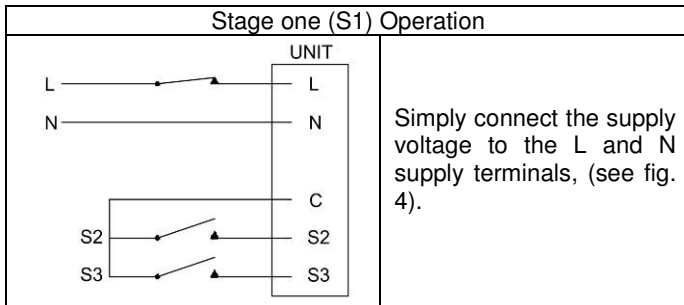 Stage one (S1) Operation
UNIT
L L
N N
C
S2 S2
S3 S3
Simply connect the supply
voltage to the L and N
supply terminals, (see fig.
4).